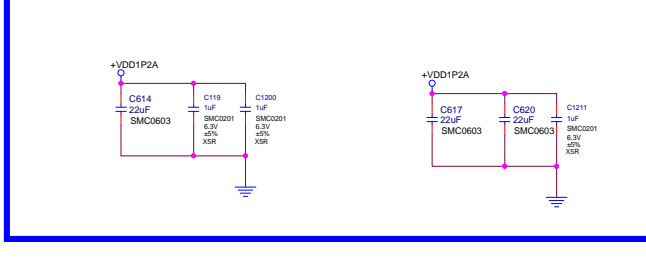 +VDD1P2A
C614
22uF
SMC0603
C119
1uF
SMC0201
6.3V
±5%
X5R
C1200
1uF
SMC0201
6.3V
±5%
X5R
+VDD1P2A
C617
22uF
SMC0603
C620
22uF
SMC0603
C1211
1uF
SMC0201
6.3V
±5%
X5R